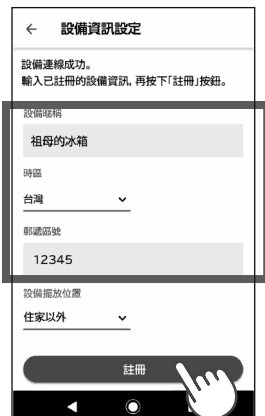 ← 設備資訊設定
設備連線成功。
輸入已註冊的設備資訊, 再按下「註冊」按鈕。
設備暱稱
祖母的冰箱
時區
台灣
郵遞區號
12345
設備擺放位置
住家以外
註冊